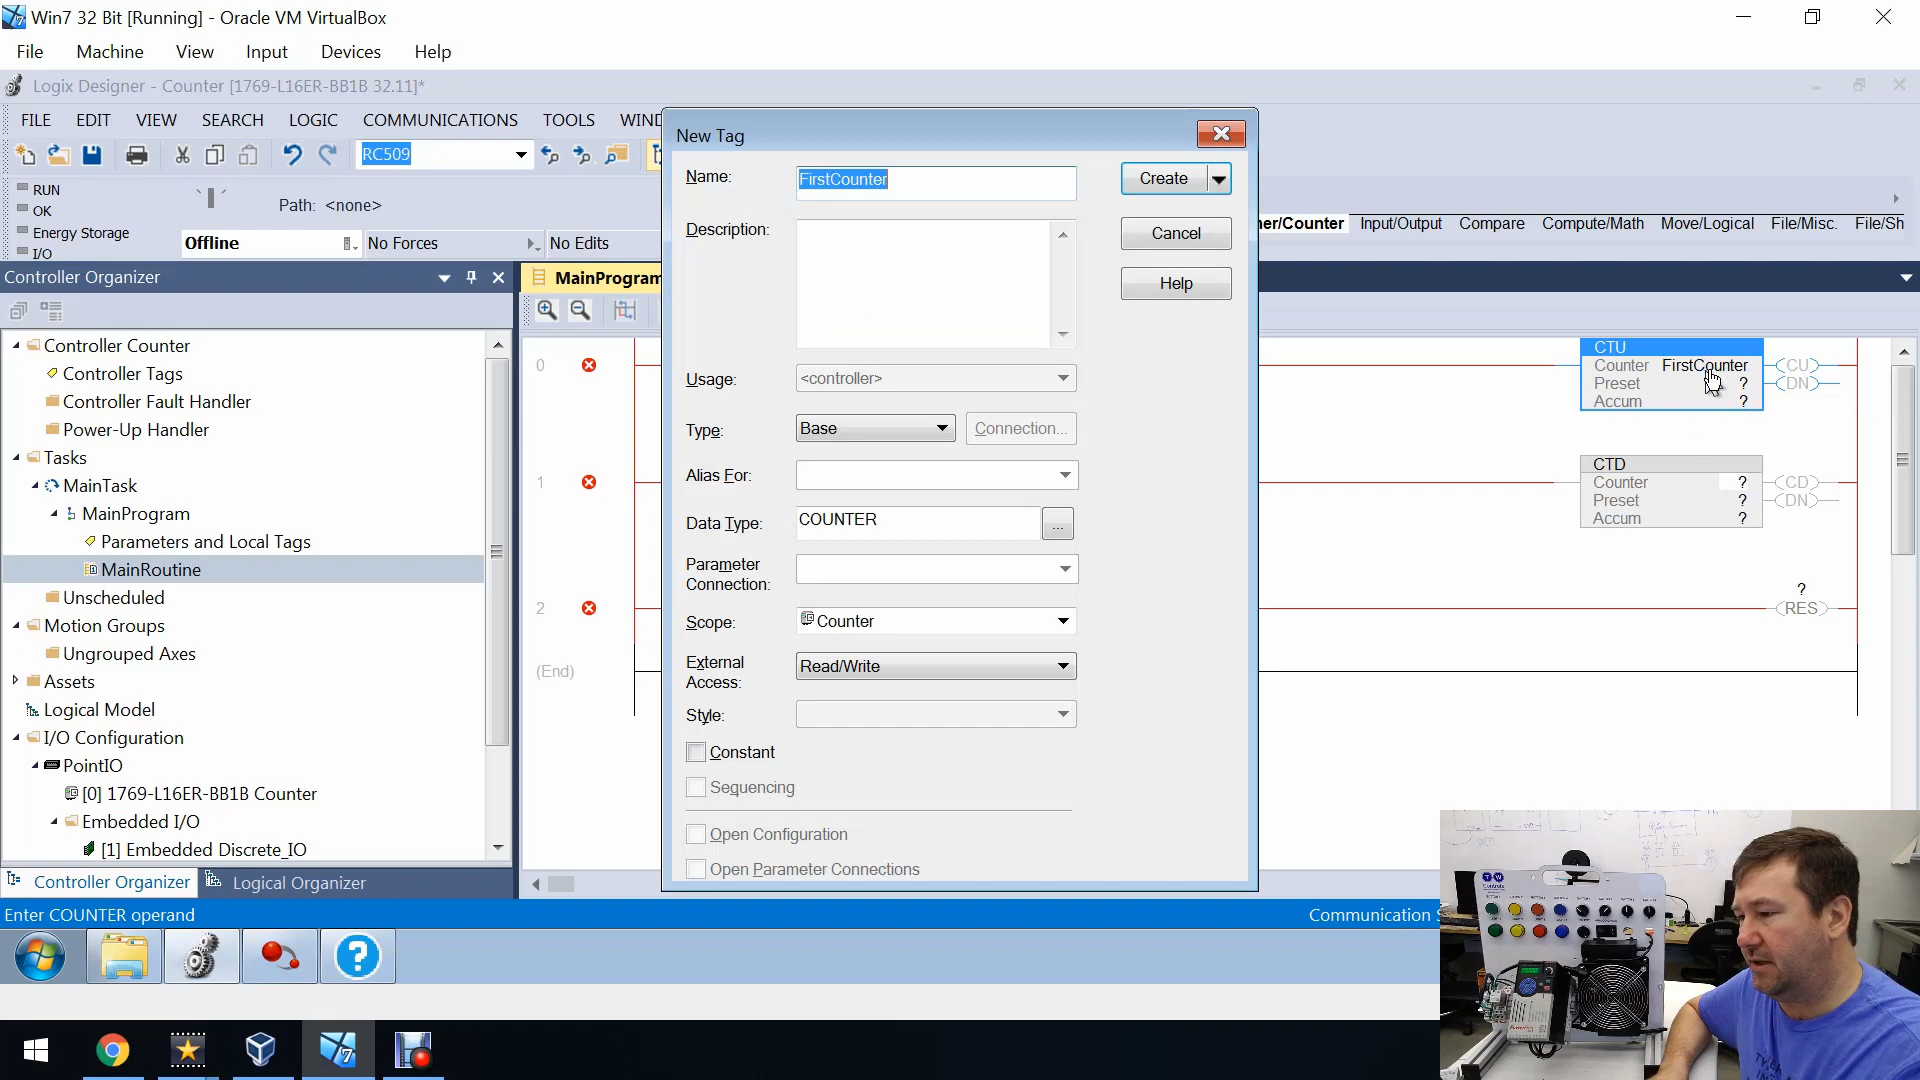 Win7 32 Bit [Running] - Oracle VM VirtualBox
File Machine View Input Devices Help
Logix Designer - Counter [1769-L16ER-BB1B 32.11]*
FILE EDIT VIEW SEARCH LOGIC COMMUNICATIONS TOOLS WIND
RC509
RUN
OK
Energy Storage
I/O
Path: <none>
Offline
No Forces
No Edits
ner/Counter Input/Output Compare Compute/Math Move/Logical File/Misc. File/Sh
Controller Organizer
Controller Counter
Controller Tags
Controller Fault Handler
Power-Up Handler
Tasks
MainTask
MainProgram
Parameters and Local Tags
MainRoutine
Unscheduled
Motion Groups
Ungrouped Axes
Assets
Logical Model
I/O Configuration
PointIO
[0] 1769-L16ER-BB1B Counter
Embedded I/O
[1] Embedded Discrete_IO
Controller Organizer
Logical Organizer
Enter COUNTER operand
Communication S
MainProgram
0
1
2
(End)
New Tag
Name: FirstCounter
Description:
Usage: <controller>
Type: Base
Connection...
Alias For:
Data Type: COUNTER
...
Parameter
Connection:
Scope: Counter
External
Access: Read/Write
Style:
Constant
Sequencing
Open Configuration
Open Parameter Connections
Create
Cancel
Help
CTU
Counter FirstCounter
Preset ?
Accum ?
CU
DN
CTD
Counter ?
Preset ?
Accum ?
CD
DN
?
RES
TW
Controls